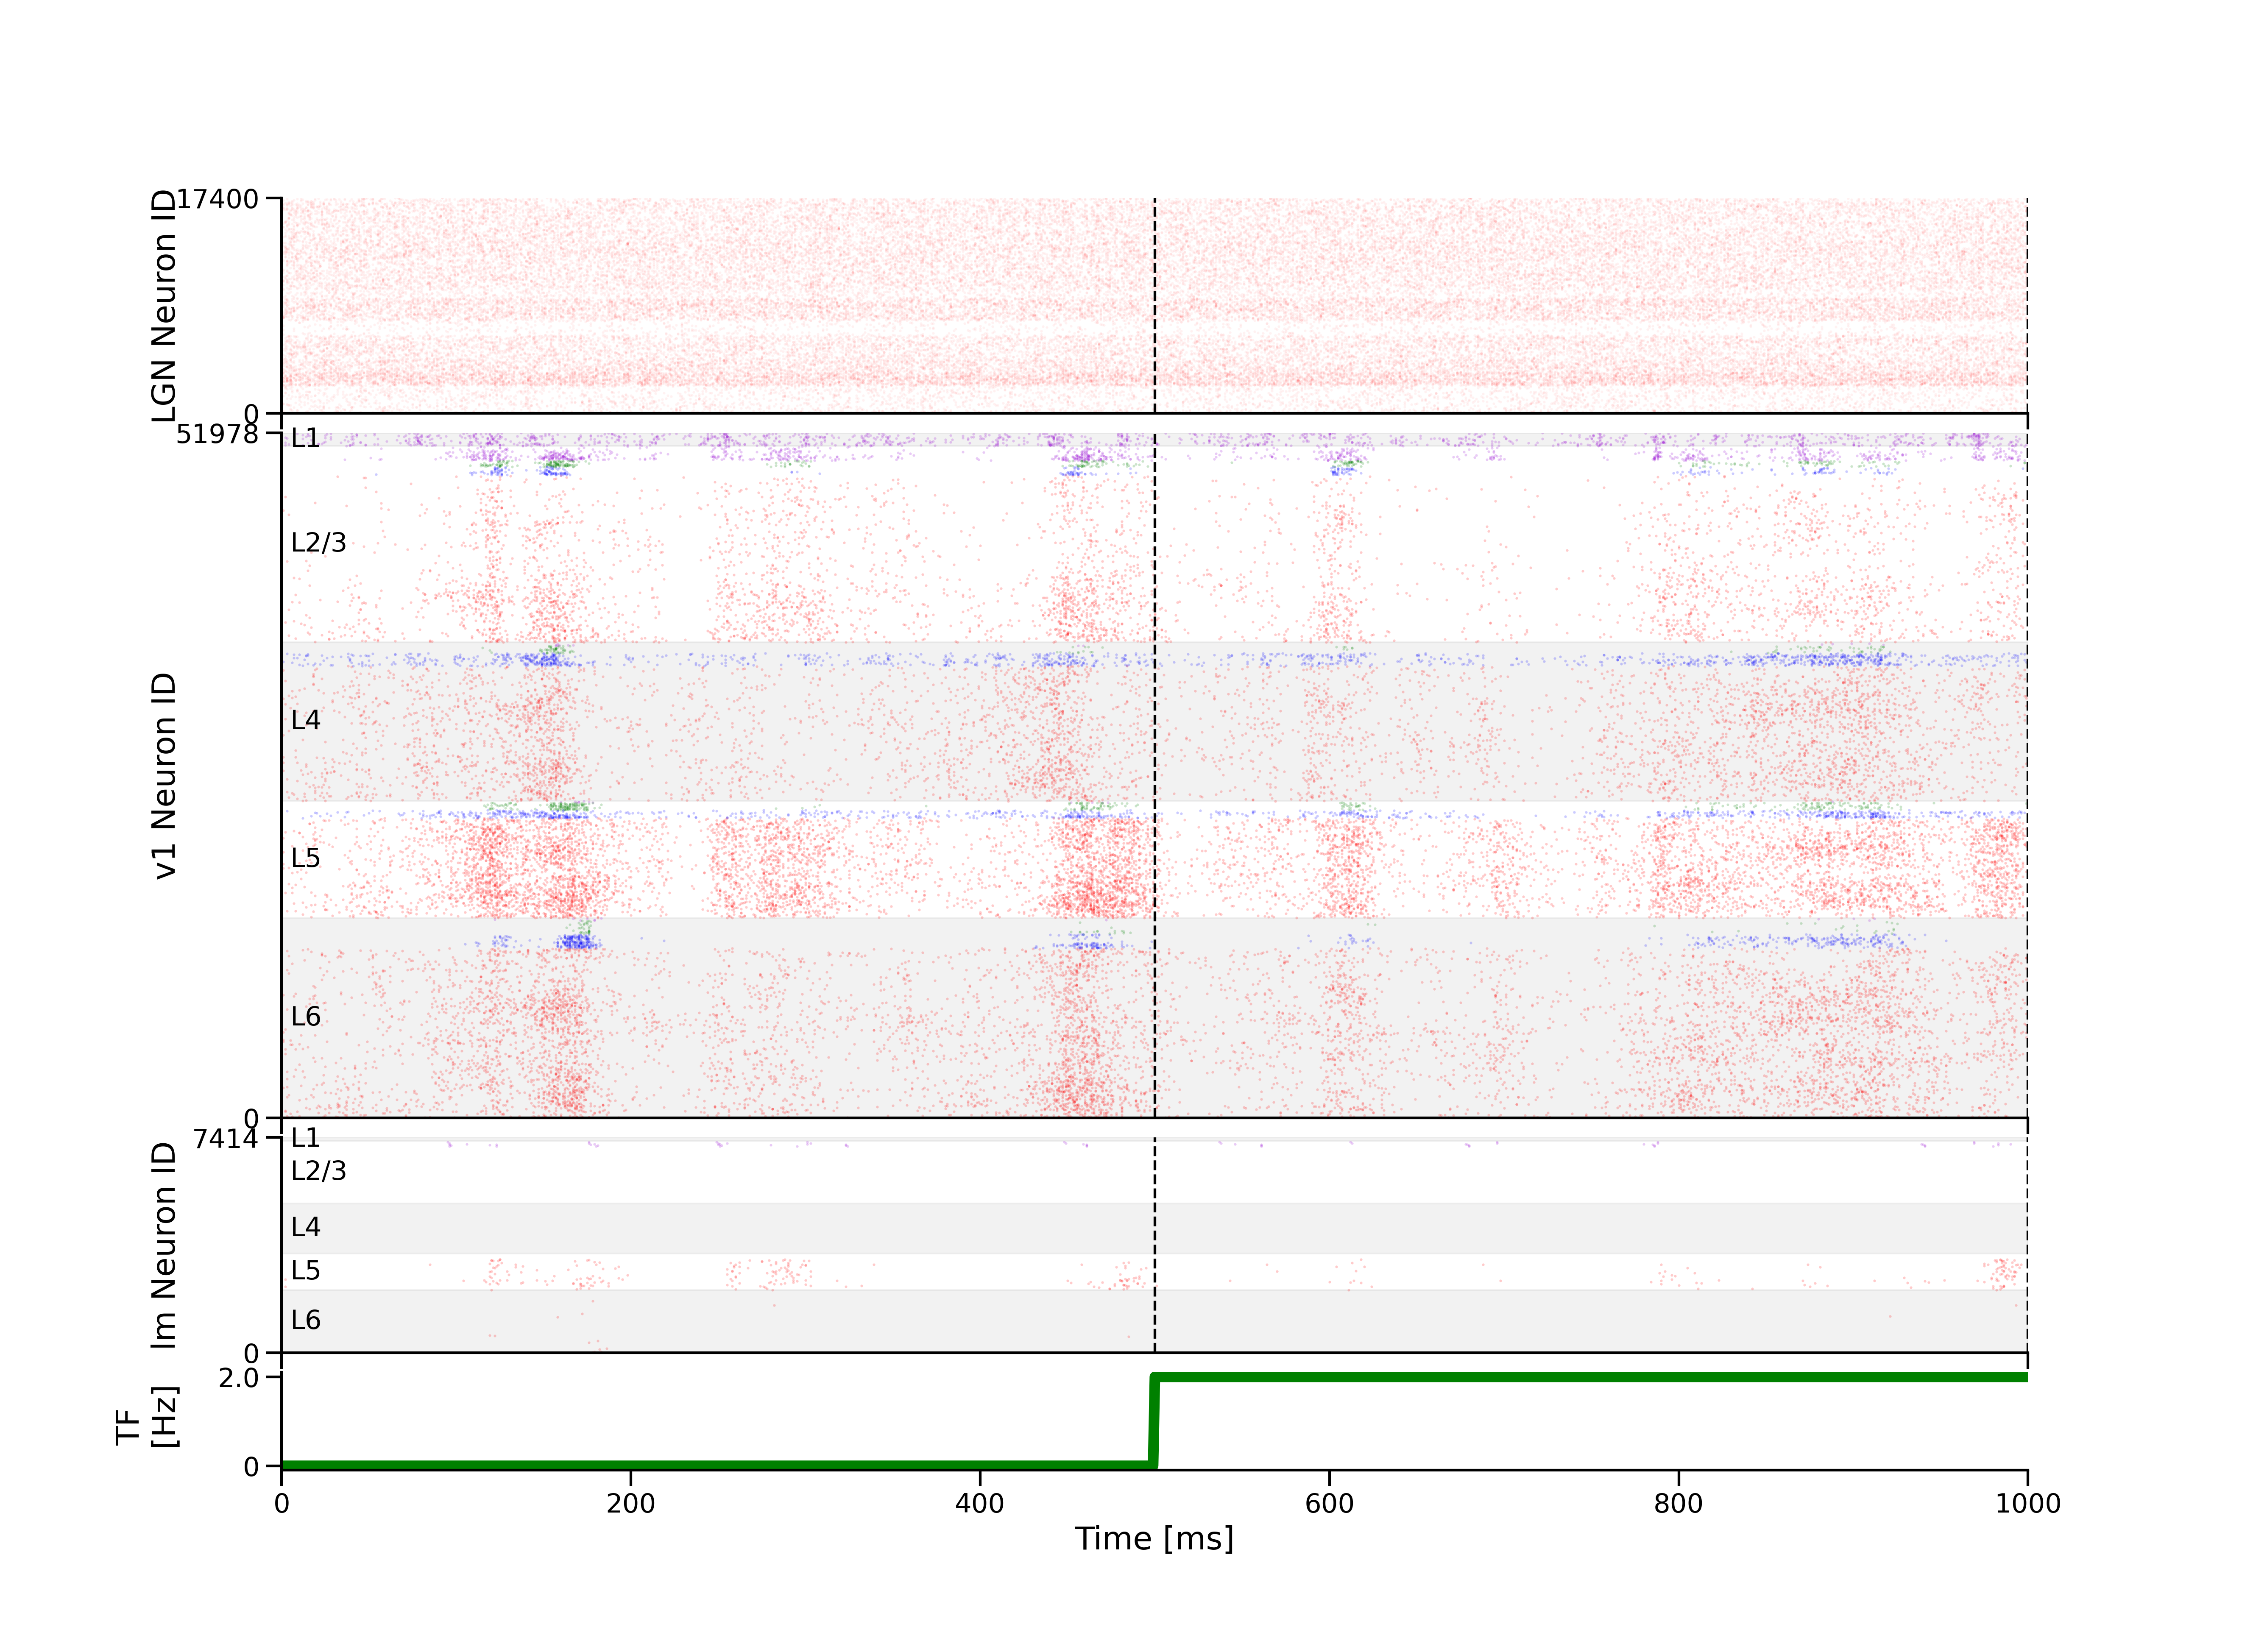 17400
LGN Neuron ID
0
51978
L1
L2/3
L4
v1 Neuron ID
L5
L6
0
7414
L1
L2/3
L4
lm Neuron ID
L5
L6
0
2.0
TF
[Hz]
0
0 200 400 600 800 1000
Time [ms]